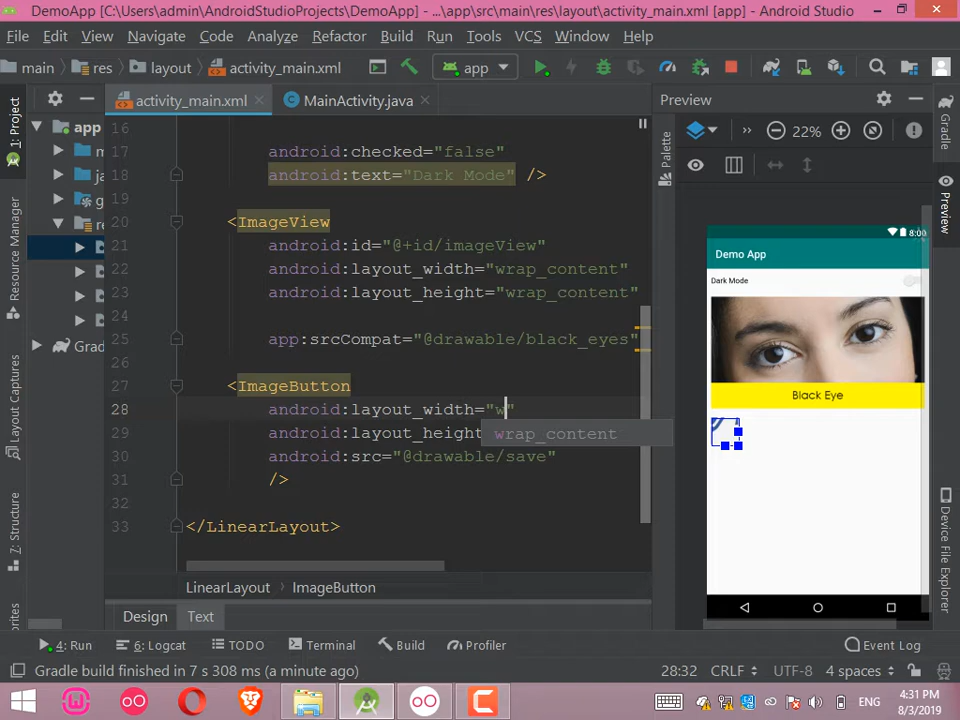 DemoApp [C:\Users\admin\AndroidStudioProjects\DemoApp] - ...\app\src\main\res\layout\activity_main.xml [app] - Android Studio
File Edit View Navigate Code Analyze Refactor Build Run Tools VCS Window Help
main res layout activity_main.xml app
activity_main.xml MainActivity.java Preview
1: Project
Resource Manager
Layout Captures
7: Structure
app
Grad
16
17 android:checked="false"
18 android:text="Dark Mode" />
19
20 <ImageView
21 android:id="@+id/imageView"
22 android:layout_width="wrap_content"
23 android:layout_height="wrap_content"
24
25 app:srcCompat="@drawable/black_eyes"
26
27 <ImageButton
28 android:layout_width="w"
29 android:layout_height
wrap_content
30 android:src="@drawable/save"
31 />
32
33 </LinearLayout>
LinearLayout ImageButton
Design Text
Palette
22%
8:00
Demo App
Dark Mode
Black Eye
Gradle
Preview
Device File Explorer
4: Run 6: Logcat TODO Terminal Build Profiler Event Log
Gradle build finished in 7 s 308 ms (a minute ago) 28:32 CRLF UTF-8 4 spaces
ENG
4:31 PM
8/3/2019